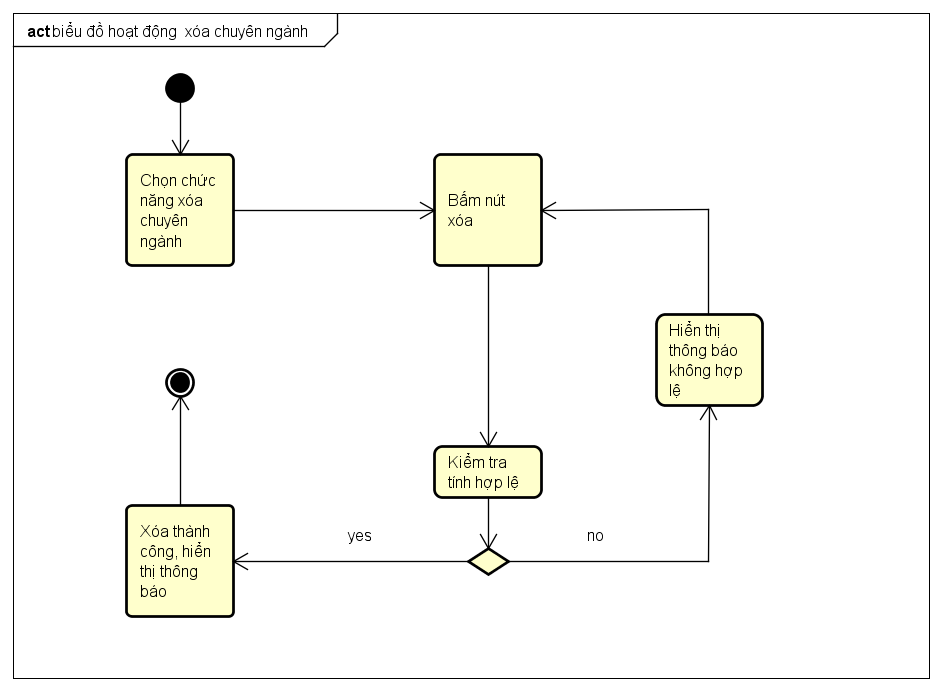 act biểu đồ hoạt động xóa chuyên ngành
Chọn chức
năng xóa
chuyên
ngành
Bấm nút
xóa
Hiển thị
thông báo
không hợp
lệ
Kiểm tra
tính hợp lệ
yes
no
Xóa thành
công, hiển
thị thông
báo